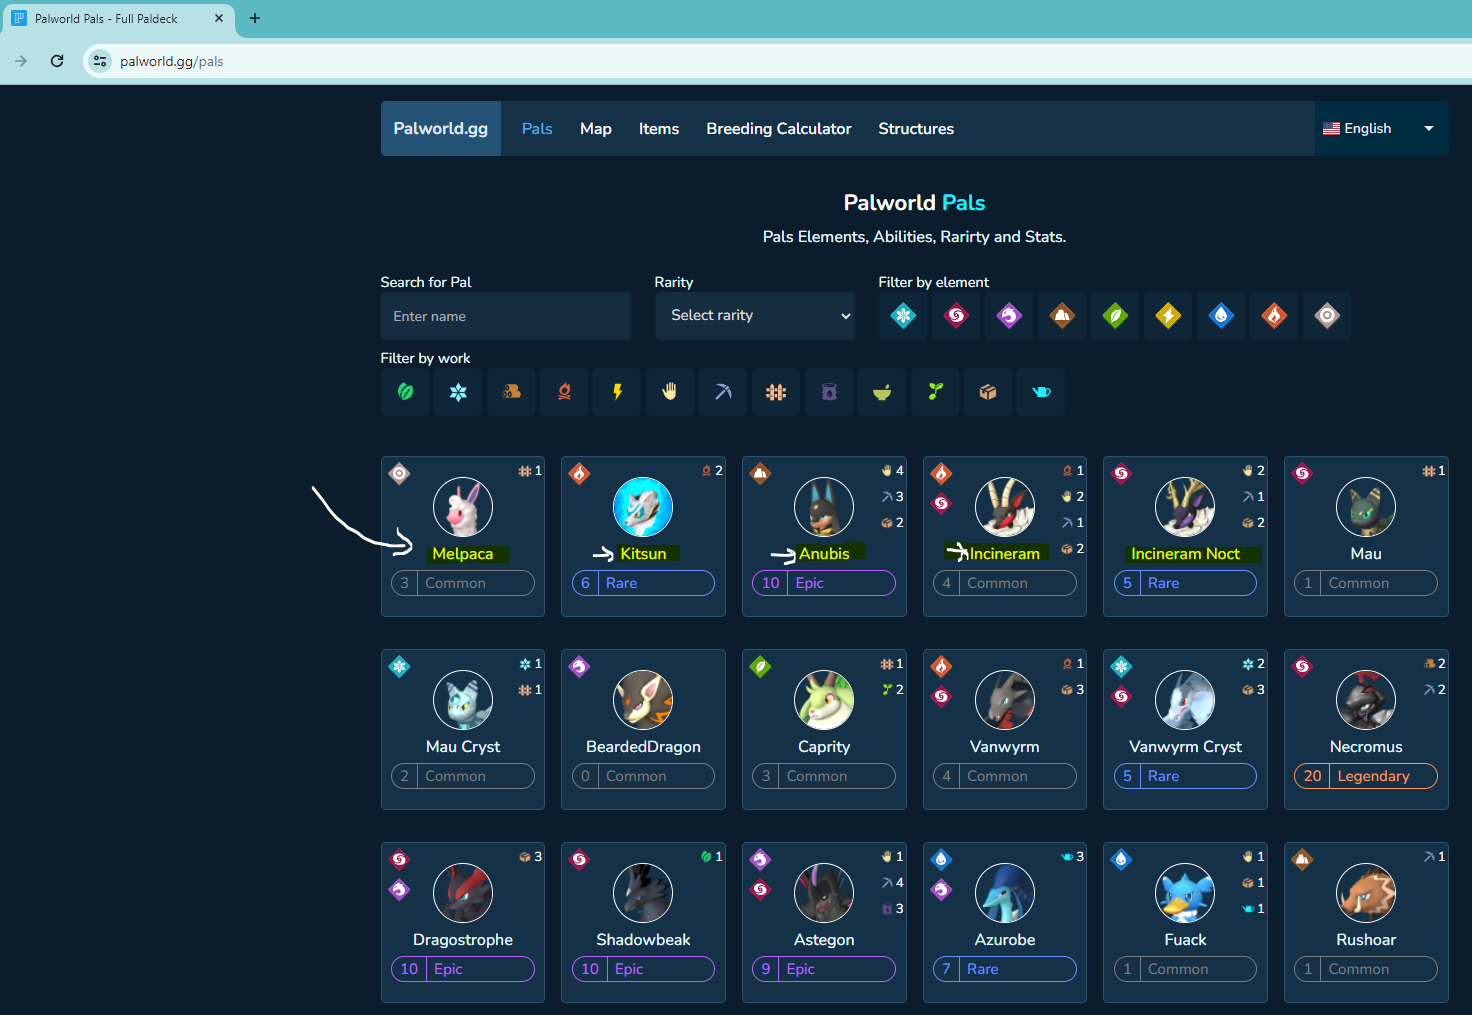 Palworld Pals - Full Paldeck
palworld.gg/pals
Palworld.gg Pals Map Items Breeding Calculator Structures English
Palworld Pals
Pals Elements, Abilities, Rarirty and Stats.
Search for Pal Rarity Filter by element
Enter name Select rarity
Filter by work
1 2 4 1 2 1
3 2 1
2 1 2
2
Melpaca Kitsun Anubis Incineram Incineram Noct Mau
3 Common 6 Rare 10 Epic 4 Common 5 Rare 1 Common
1 1 1 2 2
1 2 3 3 2
Mau Cryst BeardedDragon Caprity Vanwyrm Vanwyrm Cryst Necromus
2 Common 0 Common 3 Common 4 Common 5 Rare 20 Legendary
3 1 1 3 1 1
4 1
3 1
Dragostrophe Shadowbeak Astegon Azurobe Fuack Rushoar
10 Epic 10 Epic 9 Epic 7 Rare 1 Common 1 Common